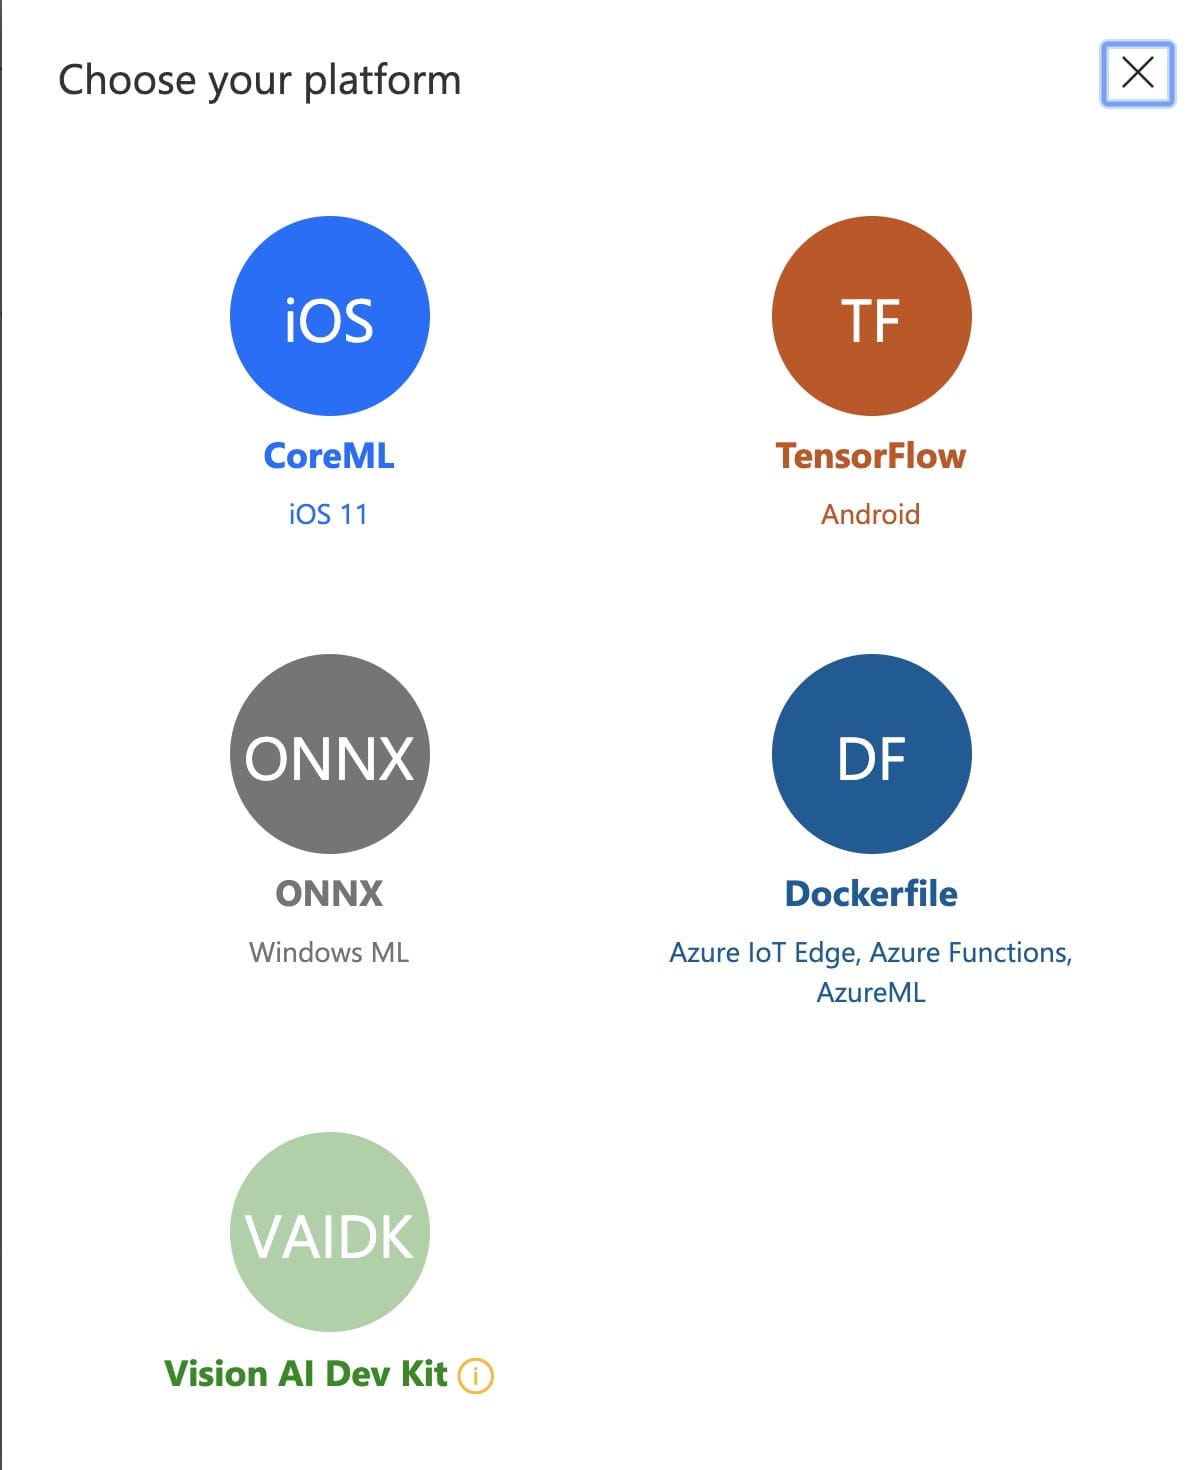 Choose your platform
iOS
TF
CoreML
TensorFlow
iOS 11
Android
ONNX
DF
ONNX
Dockerfile
Windows ML
Azure IoT Edge, Azure Functions,
AzureML
VAIDK
Vision AI Dev Kit i